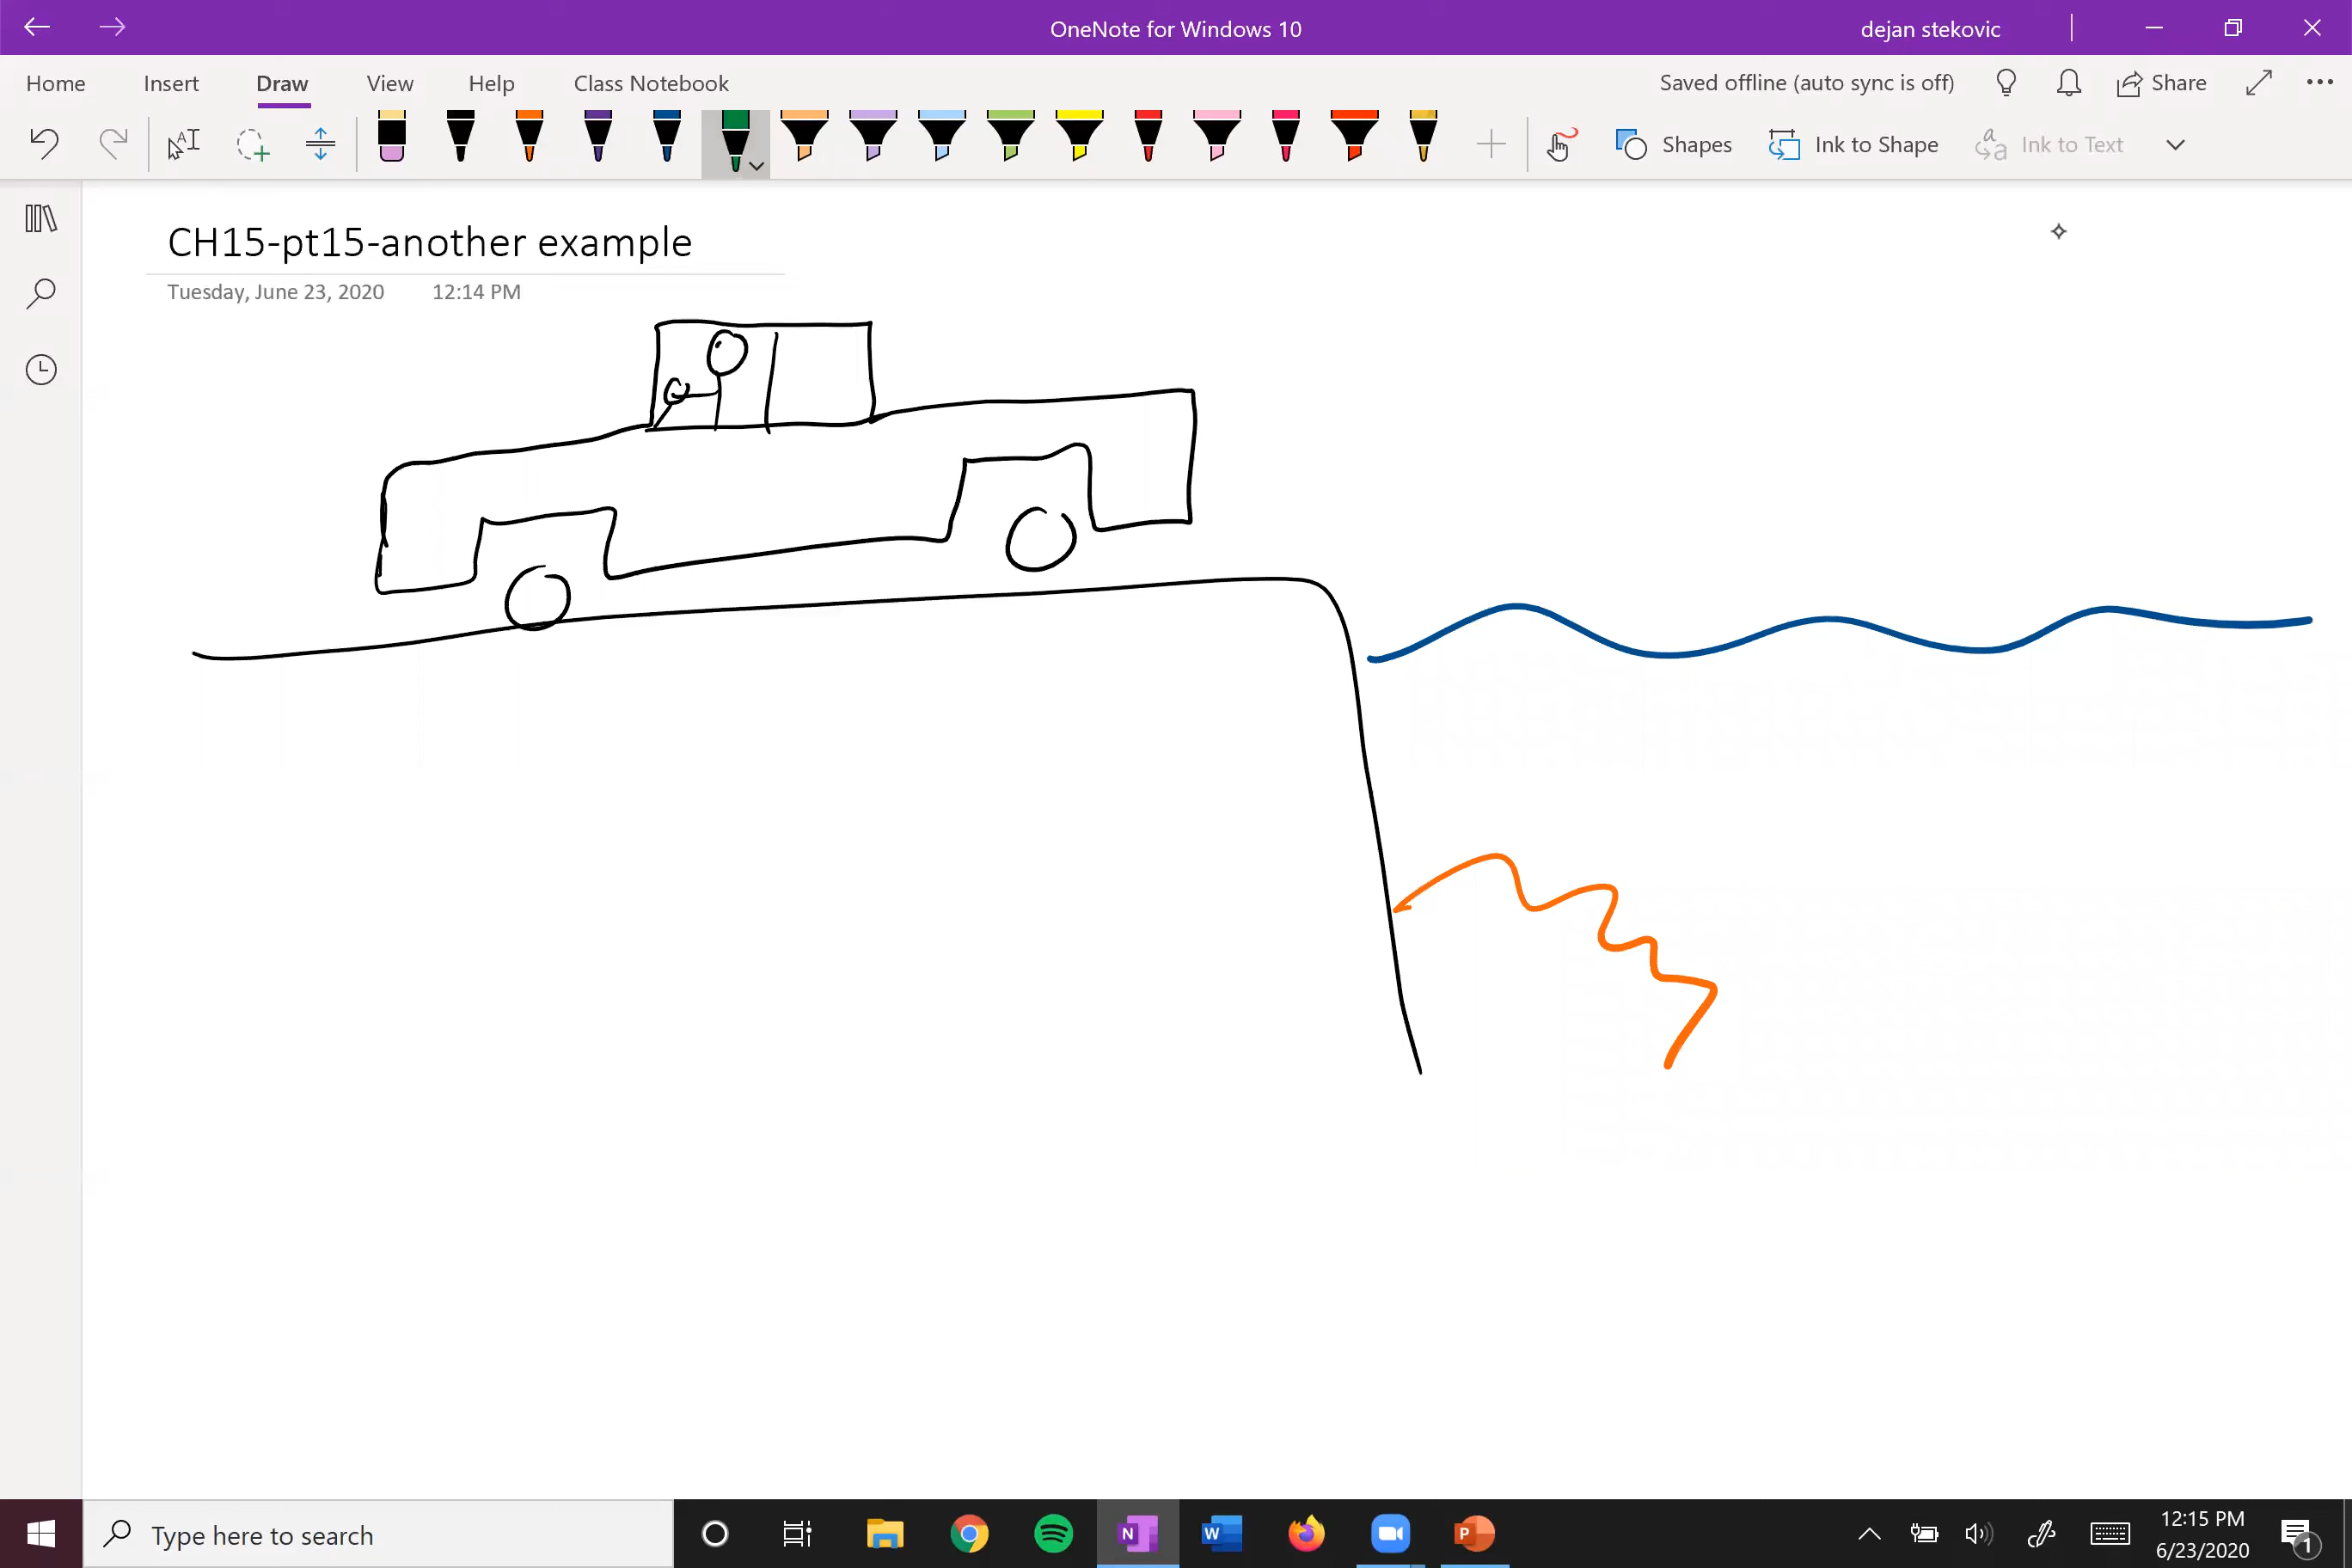 OneNote for Windows 10
dejan stekovic
Home Insert Draw View Help Class Notebook
Saved offline (auto sync is off) Share
Shapes Ink to Shape Ink to Text
CH15-pt15-another example
Tuesday, June 23, 2020 12:14 PM
Type here to search
12:15 PM
6/23/2020
1